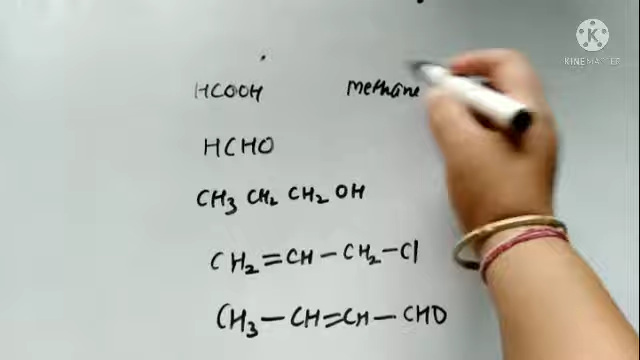 KINEMASTER
HCOOH methane
HCHO
CH3 CH2 CH2 OH
CH2=CH-CH2-Cl
CH3-CH=CH-CHO